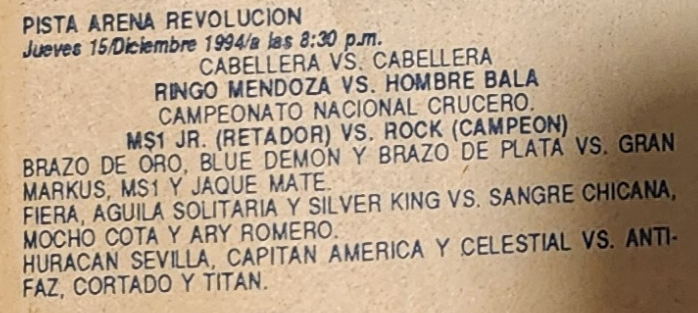 PISTA ARENA REVOLUCION
Jueves 15/Diciembre 1994/a las 8:30 p.m.
CABELLERA VS. CABELLERA
RINGO MENDOZA VS. HOMBRE BALA
CAMPEONATO NACIONAL CRUCERO.
MS1 JR. (RETADOR) VS. ROCK (CAMPEON)
BRAZO DE ORO, BLUE DEMON Y BRAZO DE PLATA VS. GRAN
MARKUS, MS1 Y JAQUE MATE.
FIERA, AGUILA SOLITARIA Y SILVER KING VS. SANGRE CHICANA,
MOCHO COTA Y ARY ROMERO.
HURACAN SEVILLA, CAPITAN AMERICA Y CELESTIAL VS. ANTI-
FAZ, CORTADO Y TITAN.